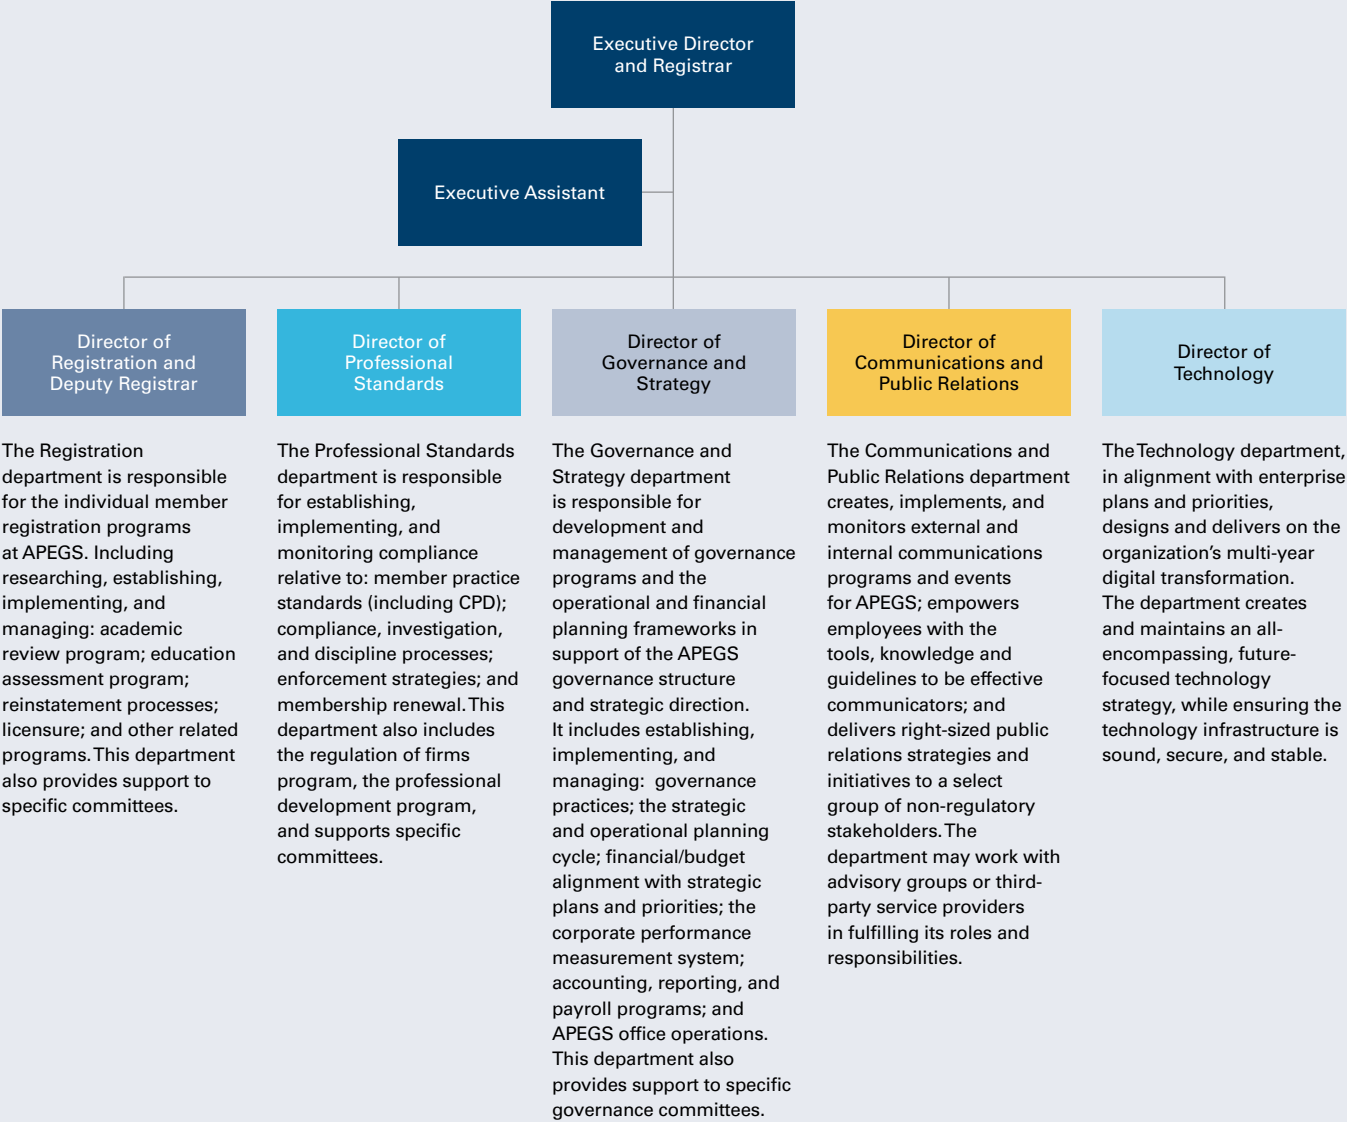 Executive Director
and Registrar
Executive Assistant
Director of
Registration and
Deputy Registrar
The Registration
department is responsible
for the individual member
registration programs
at APEGS. Including
researching, establishing,
implementing, and
managing: academic
review program; education
assessment program;
reinstatement processes;
licensure; and other related
programs. This department
also provides support to
specific committees.
Director of
Professional
Standards
The Professional Standards
department is responsible
for establishing,
implementing, and
monitoring compliance
relative to: member practice
standards (including CPD);
compliance, investigation,
and discipline processes;
enforcement strategies; and
membership renewal. This
department also includes
the regulation of firms
program, the professional
development program,
and supports specific
committees.
Director of
Governance and
Strategy
The Governance and
Strategy department
is responsible for
development and
management of governance
programs and the
operational and financial
planning frameworks in
support of the APEGS
governance structure
and strategic direction.
It includes establishing,
implementing, and
managing: governance
practices; the strategic
and operational planning
cycle; financial/budget
alignment with strategic
plans and priorities; the
corporate performance
measurement system;
accounting, reporting, and
payroll programs; and
APEGS office operations.
This department also
provides support to specific
governance committees.
Director of
Communications and
Public Relations
The Communications and
Public Relations department
creates, implements, and
monitors external and
internal communications
programs and events
for APEGS; empowers
employees with the
tools, knowledge and
guidelines to be effective
communicators; and
delivers right-sized public
relations strategies and
initiatives to a select
group of non-regulatory
stakeholders. The
department may work with
advisory groups or third-
party service providers
in fulfilling its roles and
responsibilities.
Director of
Technology
The Technology department,
in alignment with enterprise
plans and priorities,
designs and delivers on the
organization’s multi-year
digital transformation.
The department creates
and maintains an all-
encompassing, future-
focused technology
strategy, while ensuring the
technology infrastructure is
sound, secure, and stable.